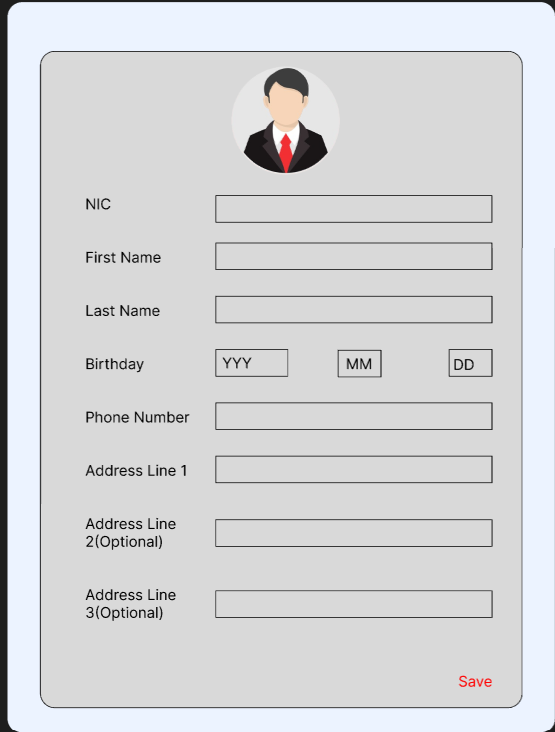 NIC
First Name
Last Name
Birthday YYY MM DD
Phone Number
Address Line 1
Address Line
2(Optional)
Address Line
3(Optional)
Save